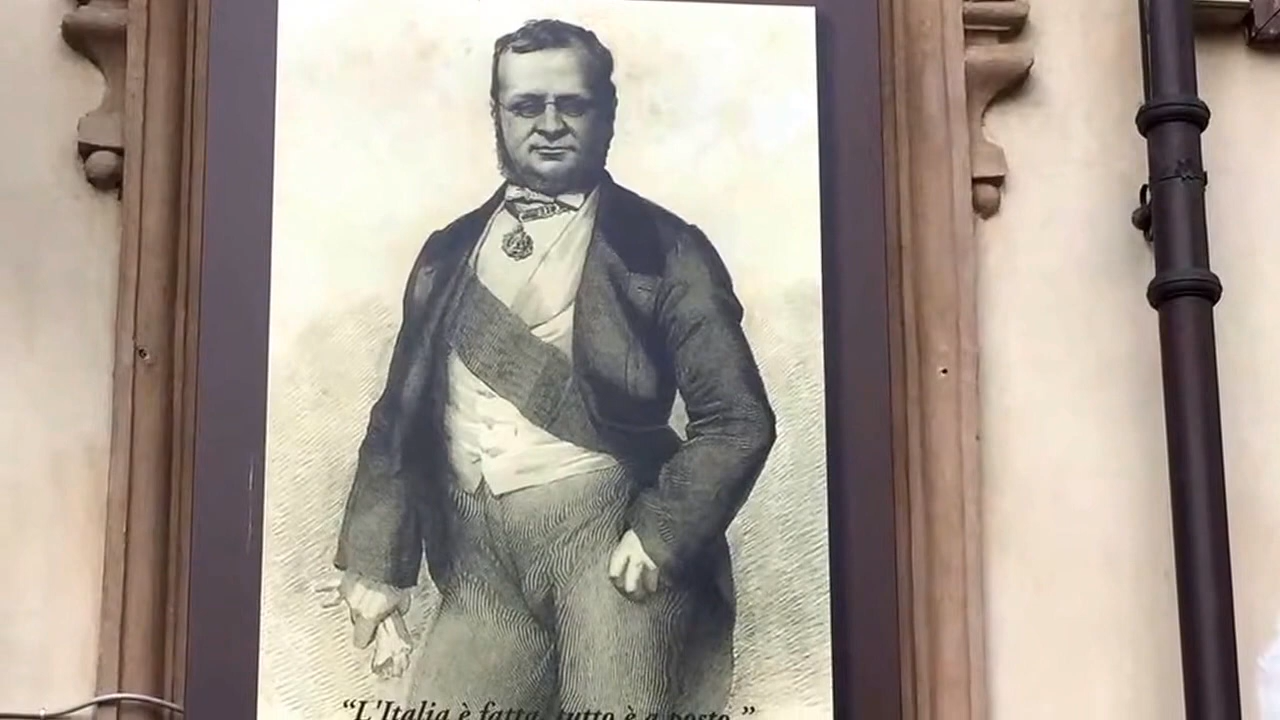 “L'Italia è fatta, tutto è a posto.”